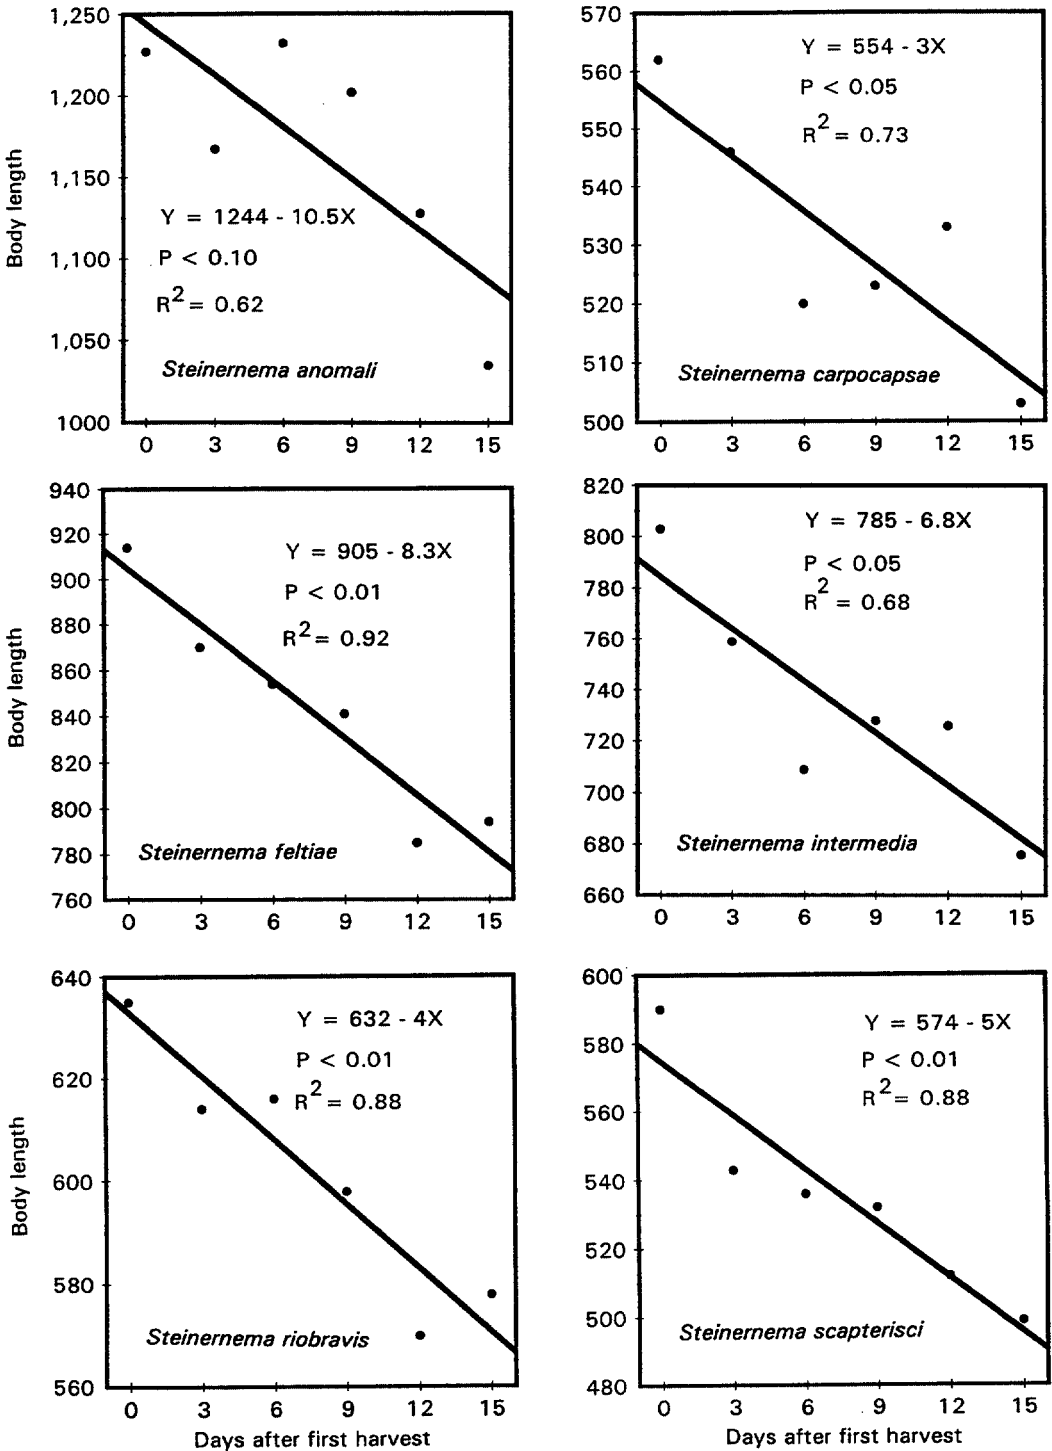 1,250
1,200
1,150
1,100
1,050
1000
Body length
Y = 1244 - 10.5X
P < 0.10
R2 = 0.62
Steinernema anomali
0 3 6 9 12 15
570
560
550
540
530
520
510
500
Y = 554 - 3X
P < 0.05
R2 = 0.73
Steinernema carpocapsae
0 3 6 9 12 15
940
920
900
880
860
840
820
800
780
760
Body length
Y = 905 - 8.3X
P < 0.01
R2 = 0.92
Steinernema feltiae
0 3 6 9 12 15
820
800
780
760
740
720
700
680
660
Y = 785 - 6.8X
P < 0.05
R2 = 0.68
Steinernema intermedia
0 3 6 9 12 15
640
620
600
580
560
Body length
Y = 632 - 4X
P < 0.01
R2 = 0.88
Steinernema riobravis
0 3 6 9 12 15
Days after first harvest
600
580
560
540
520
500
480
Y = 574 - 5X
P < 0.01
R2 = 0.88
Steinernema scapterisci
0 3 6 9 12 15
Days after first harvest